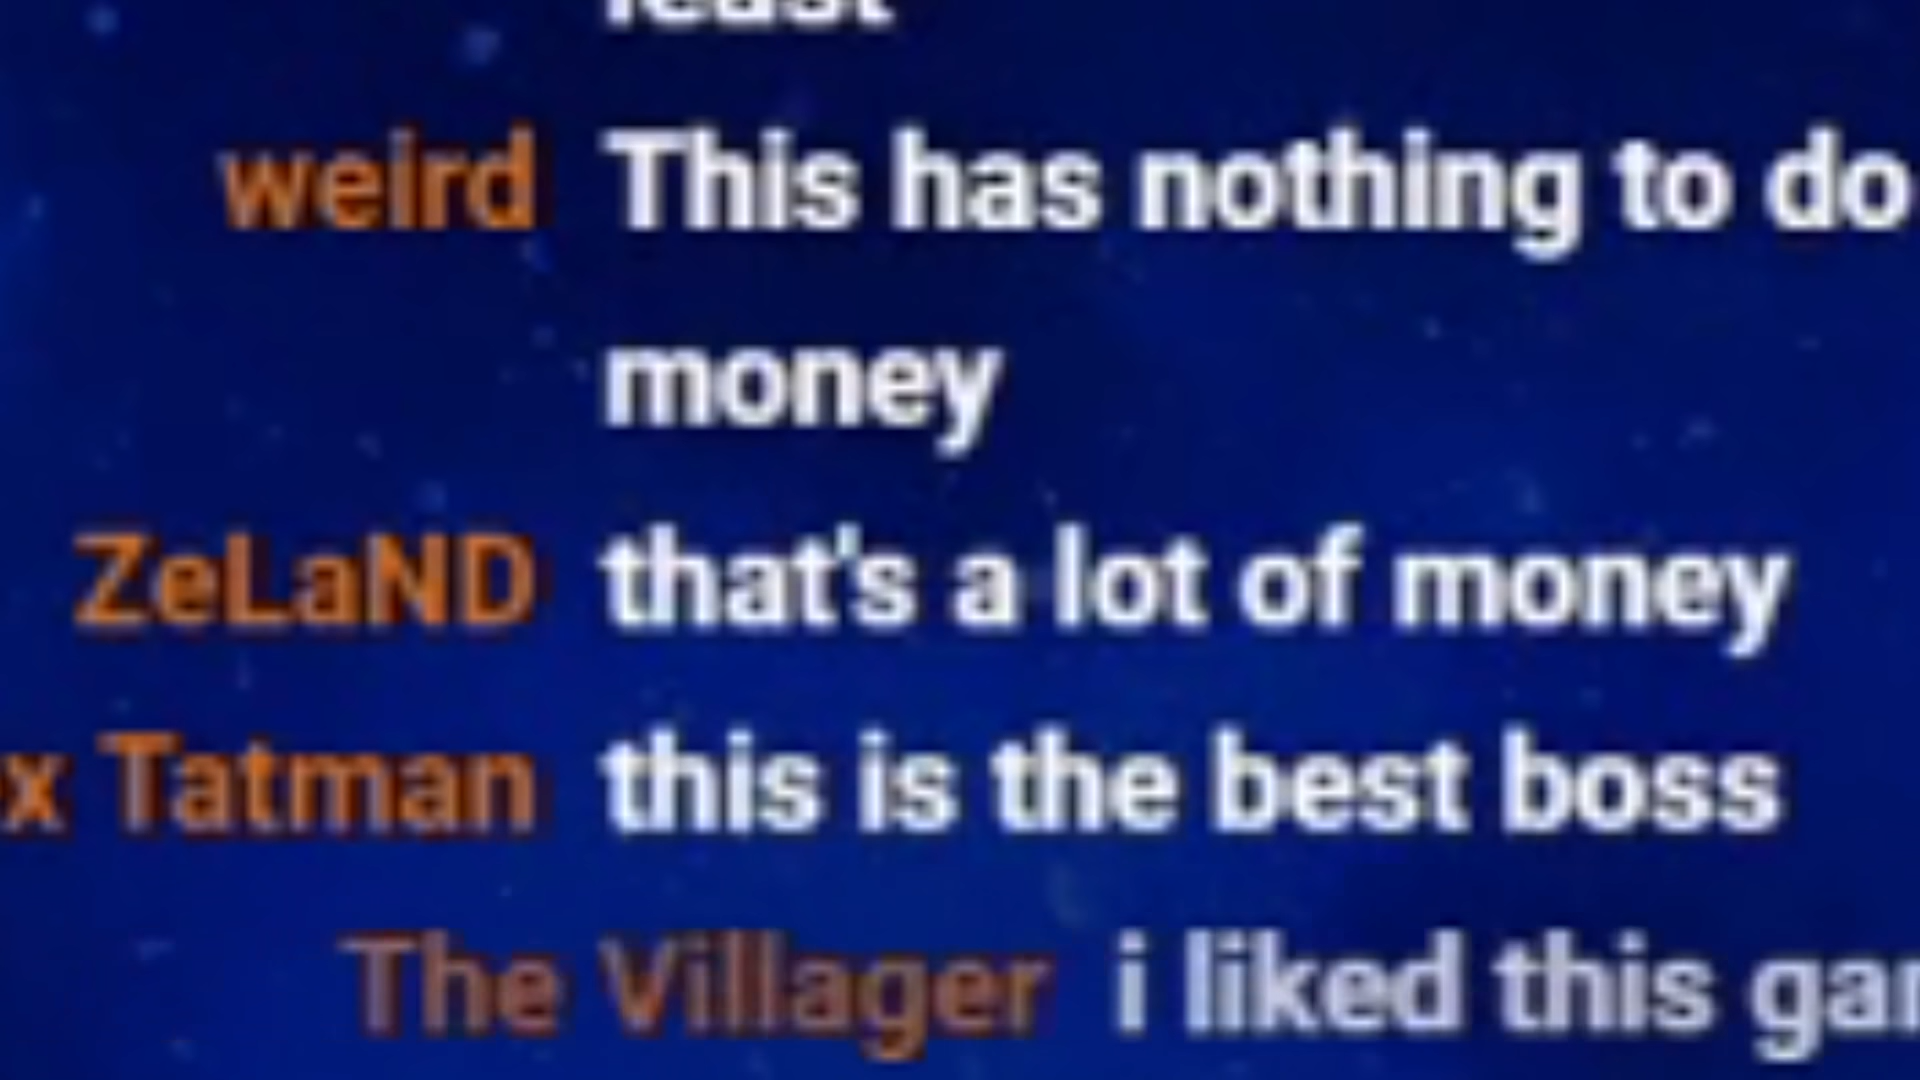 least
weird This has nothing to do
money
ZeLaND that's a lot of money
x Tatman this is the best boss
The Villager i liked this